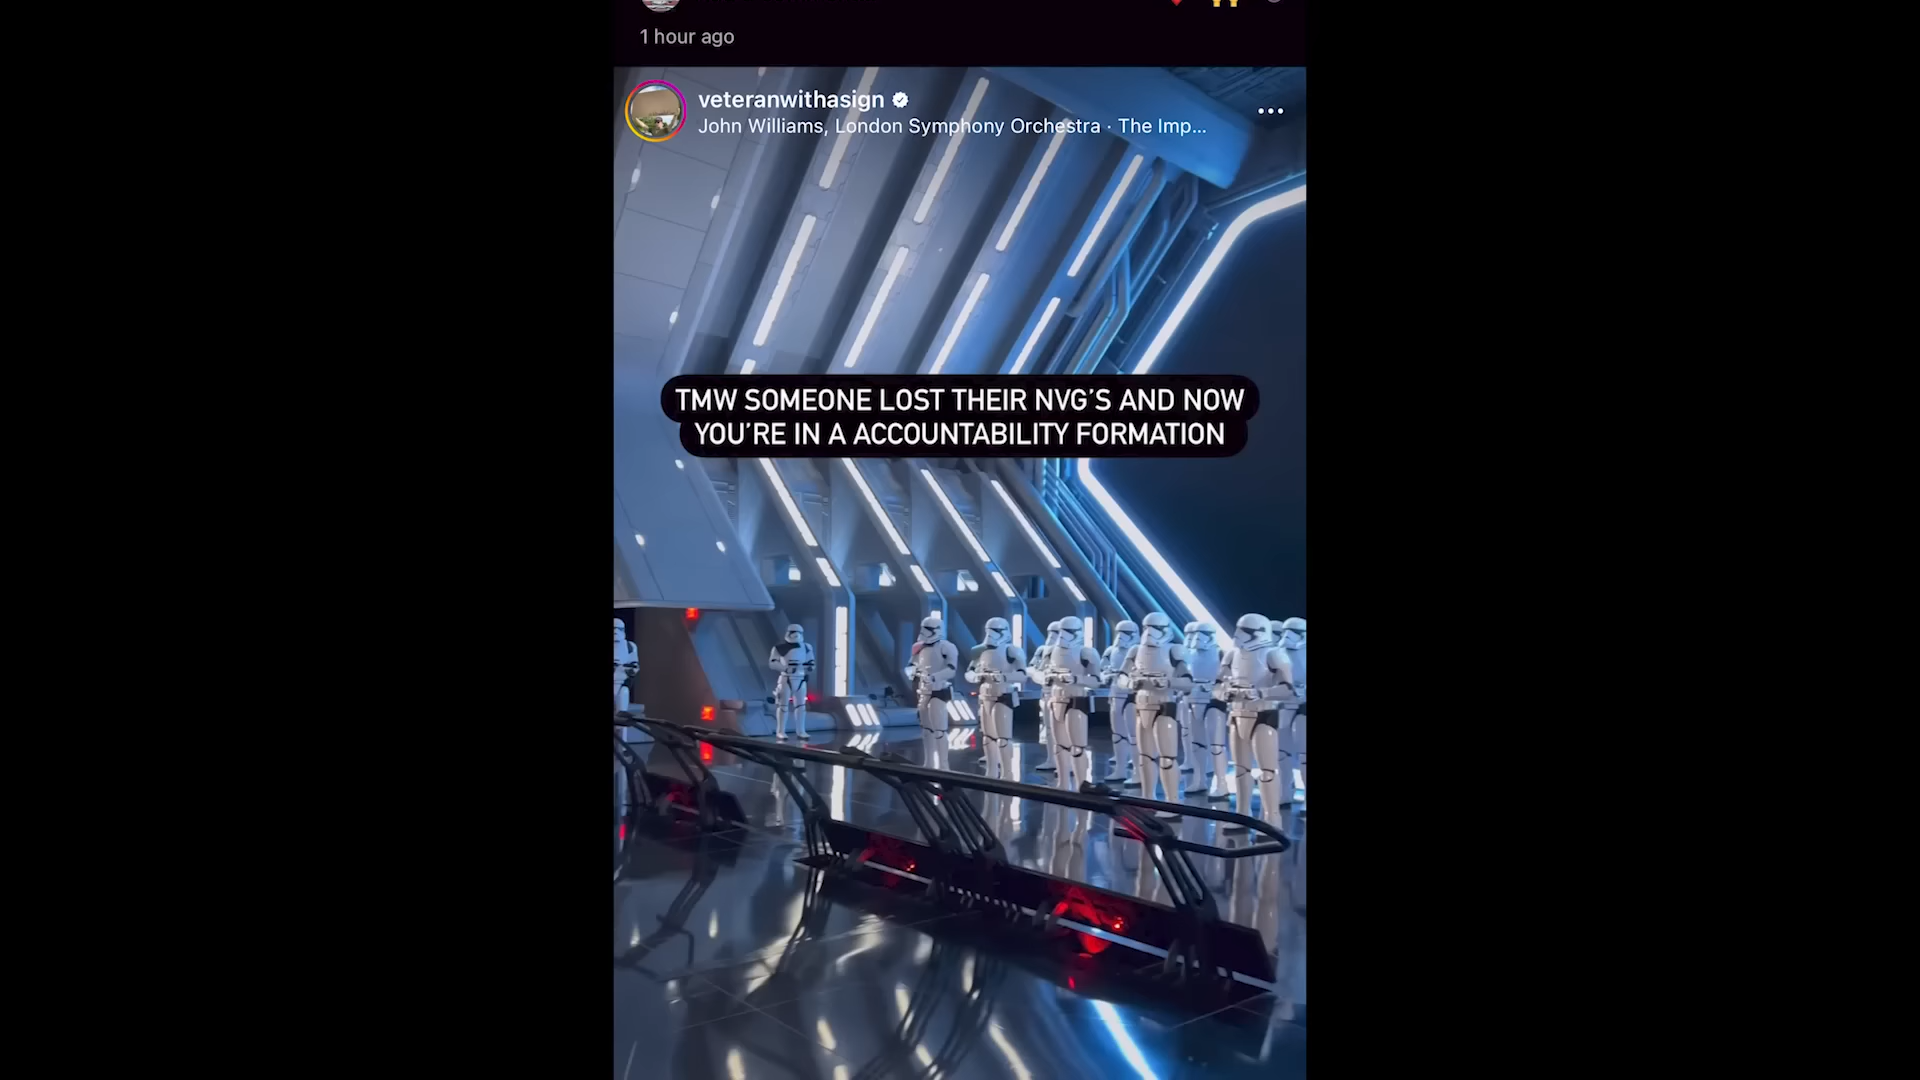 1 hour ago
veteranwithasign
John Williams, London Symphony Orchestra · The Imp...
TMW SOMEONE LOST THEIR NVG'S AND NOW
YOU'RE IN A ACCOUNTABILITY FORMATION